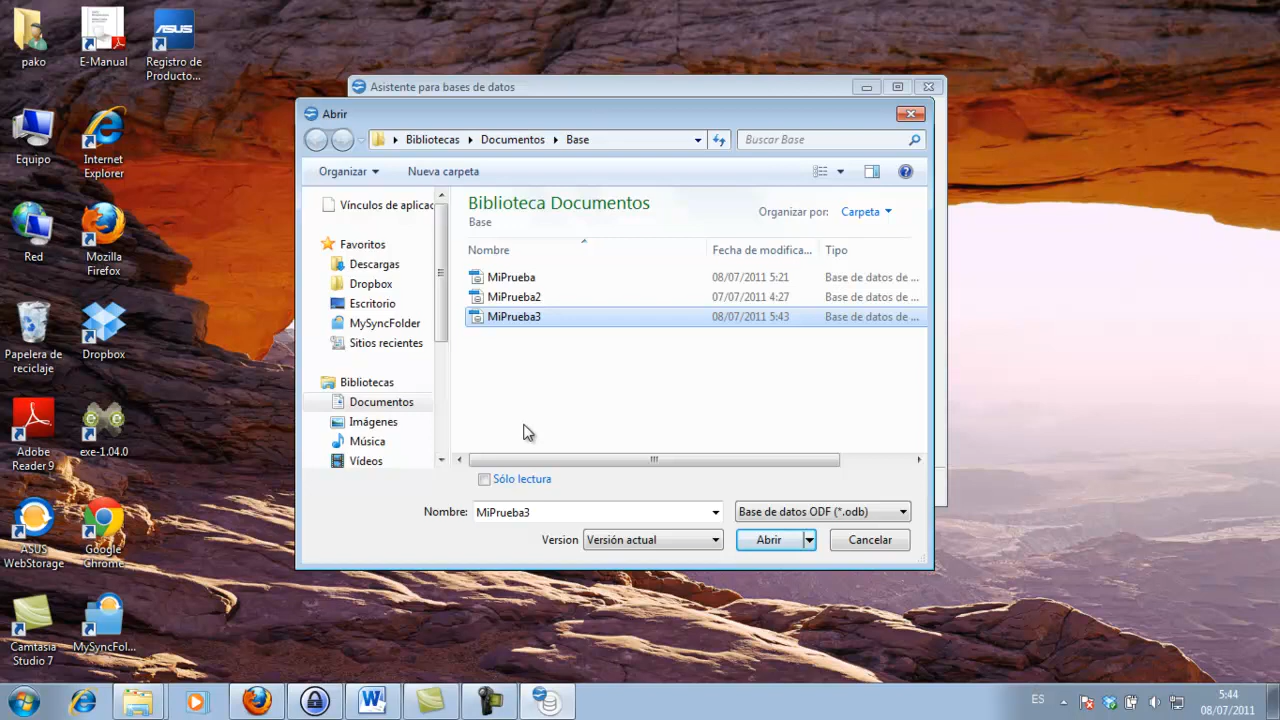 pako
E-Manual
Registro de
Producto...
Equipo
Internet
Explorer
Red
Mozilla
Firefox
Papelera de
reciclaje
Dropbox
Adobe
Reader 9
exe-1.04.0
ASUS
WebStorage
Google
Chrome
Camtasia
Studio 7
MySyncFol...
Asistente para bases de datos
Abrir
Bibliotecas
Documentos
Base
Buscar Base
Organizar
Nueva carpeta
Vínculos de aplicac
Favoritos
Descargas
Dropbox
Escritorio
MySyncFolder
Sitios recientes
Bibliotecas
Documentos
Imágenes
Música
Vídeos
Biblioteca Documentos
Base
Organizar por: Carpeta
Nombre Fecha de modifica... Tipo
MiPrueba 08/07/2011 5:21 Base de datos de ...
MiPrueba2 07/07/2011 4:27 Base de datos de ...
MiPrueba3 08/07/2011 5:43 Base de datos de ...
Sólo lectura
Nombre: MiPrueba3 Base de datos ODF (*.odb)
Version Versión actual Abrir Cancelar
ES
5:44
08/07/2011